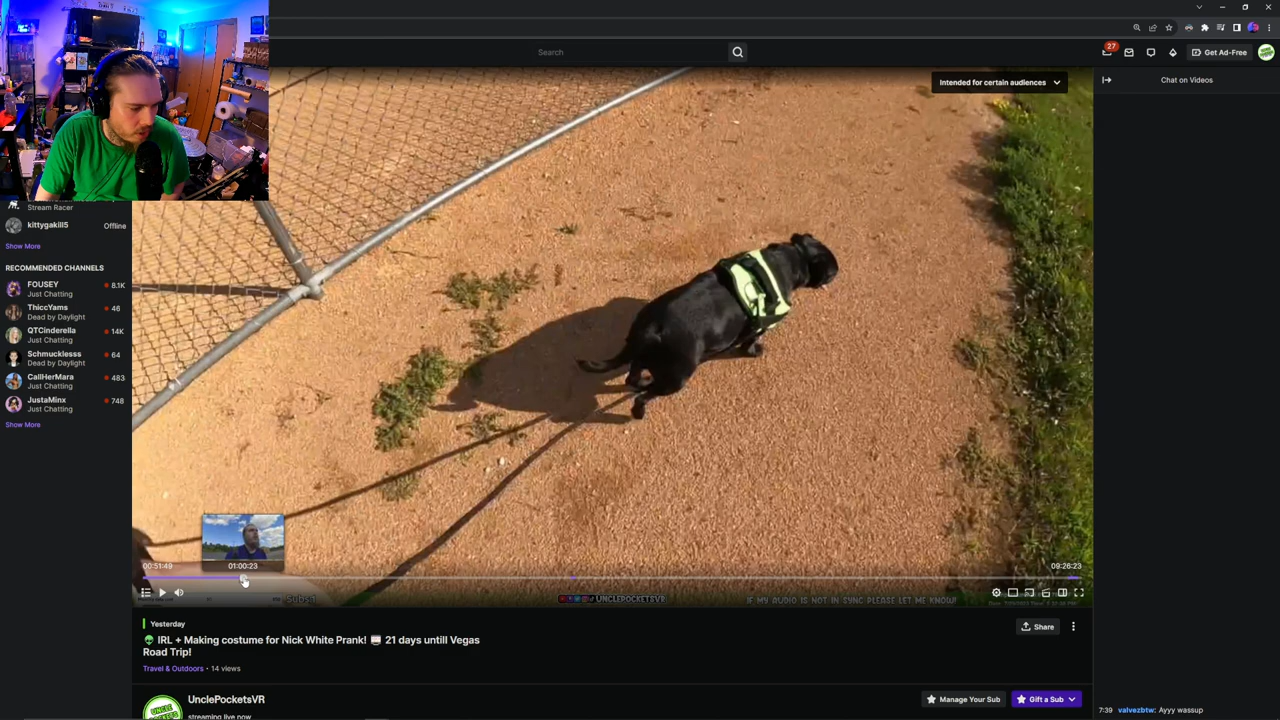 Search
27
Get Ad-Free
Intended for certain audiences
Chat on Videos
Stream Racer
kittygakill5
Offline
Show More
RECOMMENDED CHANNELS
FOUSEY
8.1K
Just Chatting
ThiccYams
46
Dead by Daylight
QTCinderella
14K
Just Chatting
Schmucklesss
64
Dead by Daylight
CallHerMara
483
Just Chatting
JustaMinx
748
Just Chatting
Show More
00:51:49
01:00:23
09:26:23
UNCLEPOCKETSVR
IF MY AUDIO IS NOT IN SYNC PLEASE LET ME KNOW!
Yesterday
👽 IRL + Making costume for Nick White Prank! 🎰 21 days untill Vegas
Road Trip!
Share
Travel & Outdoors • 14 views
UnclePocketsVR
streaming live now
Manage Your Sub
Gift a Sub
7:39 valvezbtw: Ayyy wassup